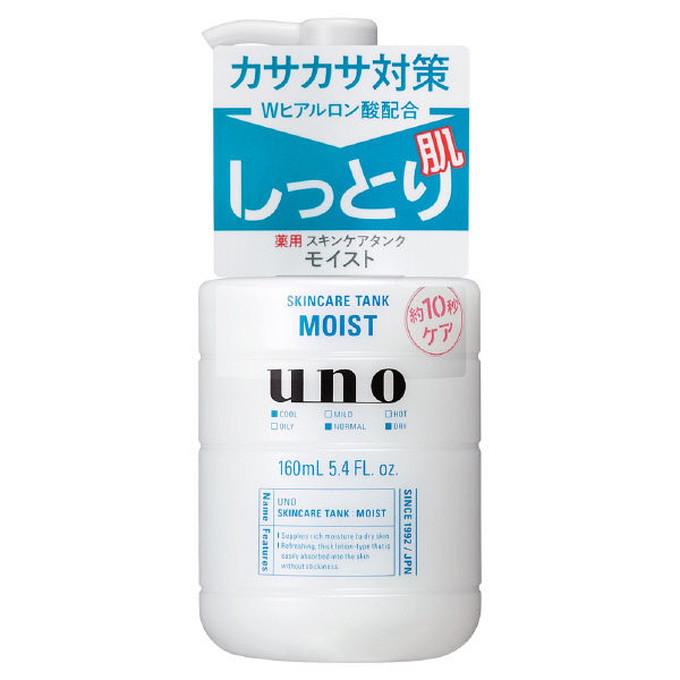 カサカサ対策
Wヒアルロン酸配合
しっとり肌
薬用 スキンケアタンク
モイスト
SKINCARE TANK
MOIST
約10秒
ケア
uno
COOL MILD HOT
OILY NORMAL DRY
160mL 5.4 FL. oz.
Name Features
UNO
SKINCARE TANK : MOIST
Supplies rich moisture to dry skin
Refreshing, thick lotion-type that is
easily absorbed into the skin
without stickiness.
SINCE 1992 / JPN